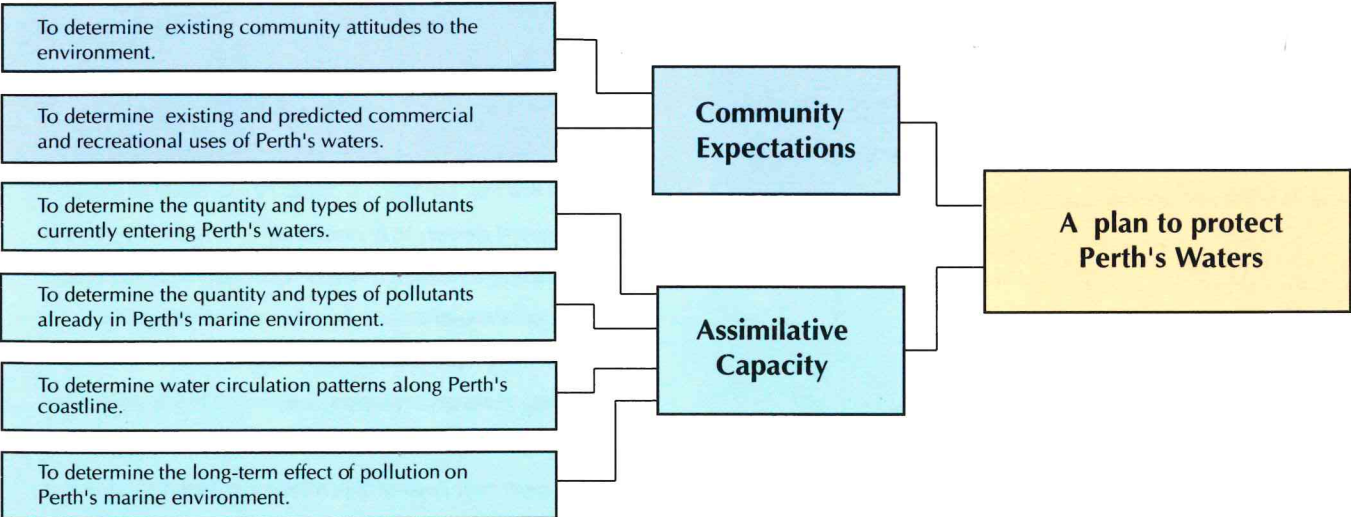 To determine existing community attitudes to the
environment.
To determine existing and predicted commercial
and recreational uses of Perth's waters.
To determine the quantity and types of pollutants
currently entering Perth's waters.
To determine the quantity and types of pollutants
already in Perth's marine environment.
To determine water circulation patterns along Perth's
coastline.
To determine the long-term effect of pollution on
Perth's marine environment.
Community
Expectations
Assimilative
Capacity
A plan to protect
Perth's Waters